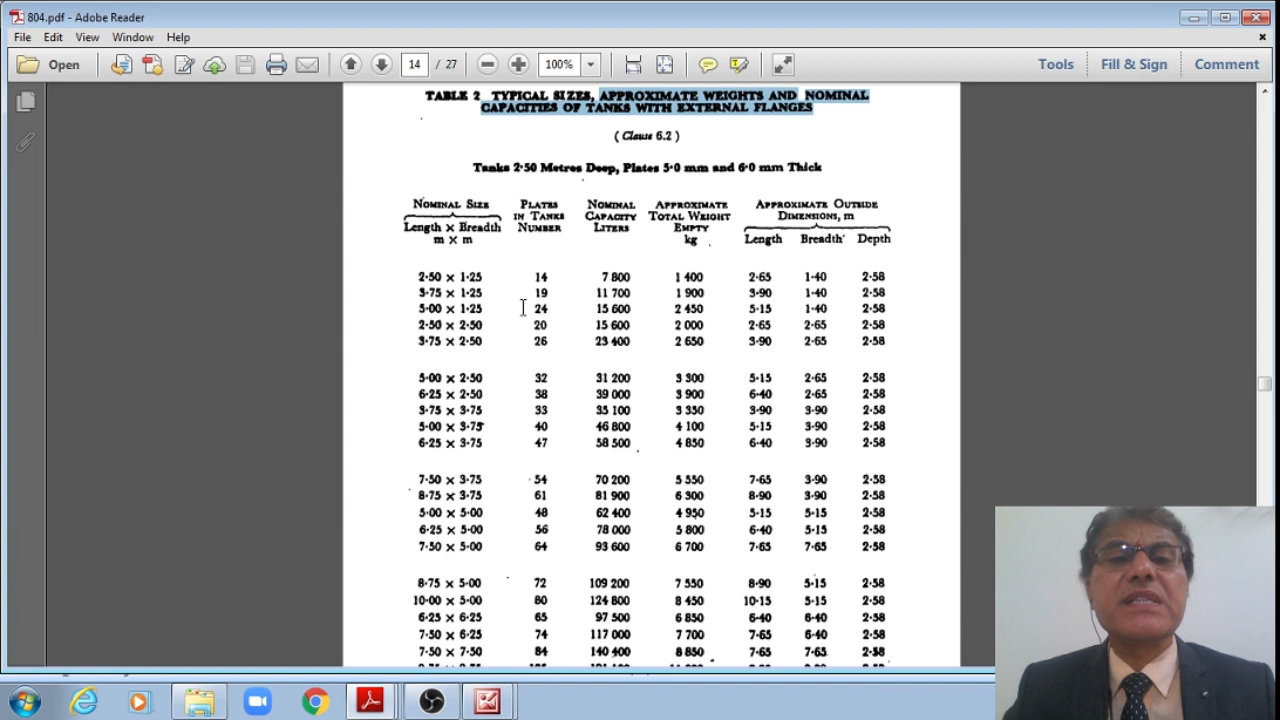 804.pdf - Adobe Reader
File Edit View Window Help
Open 14 / 27 100% Tools Fill & Sign Comment
TABLE 2 TYPICAL SIZES, APPROXIMATE WEIGHTS AND NOMINAL
CAPACITIES OF TANKS WITH EXTERNAL FLANGES
( Clause 6.2 )
Tanks 2·50 Metres Deep, Plates 5·0 mm and 6·0 mm Thick
NOMINAL SIZE PLATES NOMINAL APPROXIMATE APPROXIMATE OUTSIDE
IN TANKS CAPACITY TOTAL WEIGHT DIMENSIONS, m
Length × Breadth NUMBER LITERS EMPTY
m × m kg Length Breadth Depth
2·50 × 1·25 14 7 800 1 400 2·65 1·40 2·58
3·75 × 1·25 19 11 700 1 900 3·90 1·40 2·58
5·00 × 1·25 24 15 600 2 450 5·15 1·40 2·58
2·50 × 2·50 20 15 600 2 000 2·65 2·65 2·58
3·75 × 2·50 26 23 400 2 650 3·90 2·65 2·58
5·00 × 2·50 32 31 200 3 300 5·15 2·65 2·58
6·25 × 2·50 38 39 000 3 900 6·40 2·65 2·58
3·75 × 3·75 33 35 100 3 350 3·90 3·90 2·58
5·00 × 3·75 40 46 800 4 100 5·15 3·90 2·58
6·25 × 3·75 47 58 500 4 850 6·40 3·90 2·58
7·50 × 3·75 54 70 200 5 550 7·65 3·90 2·58
8·75 × 3·75 61 81 900 6 300 8·90 3·90 2·58
5·00 × 5·00 48 62 400 4 950 5·15 5·15 2·58
6·25 × 5·00 56 78 000 5 800 6·40 5·15 2·58
7·50 × 5·00 64 93 600 6 700 7·65 7·65 2·58
8·75 × 5·00 72 109 200 7 550 8·90 5·15 2·58
10·00 × 5·00 80 124 800 8 450 10·15 5·15 2·58
6·25 × 6·25 65 97 500 6 850 6·40 6·40 2·58
7·50 × 6·25 74 117 000 7 700 7·65 6·40 2·58
7·50 × 7·50 84 140 400 8 850 7·65 7·65 2·58